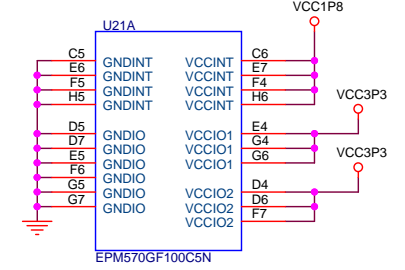 VCC1P8
U21A
C5 GNDINT VCCINT C6
E6 GNDINT VCCINT E7
F5 GNDINT VCCINT F4
H5 GNDINT VCCINT H6
VCC3P3
D5 GNDIO VCCIO1 E4
D7 GNDIO VCCIO1 G4
E5 GNDIO VCCIO1 G6
VCC3P3
F6 GNDIO
G5 GNDIO VCCIO2 D4
G7 GNDIO VCCIO2 D6
VCCIO2 F7
EPM570GF100C5N